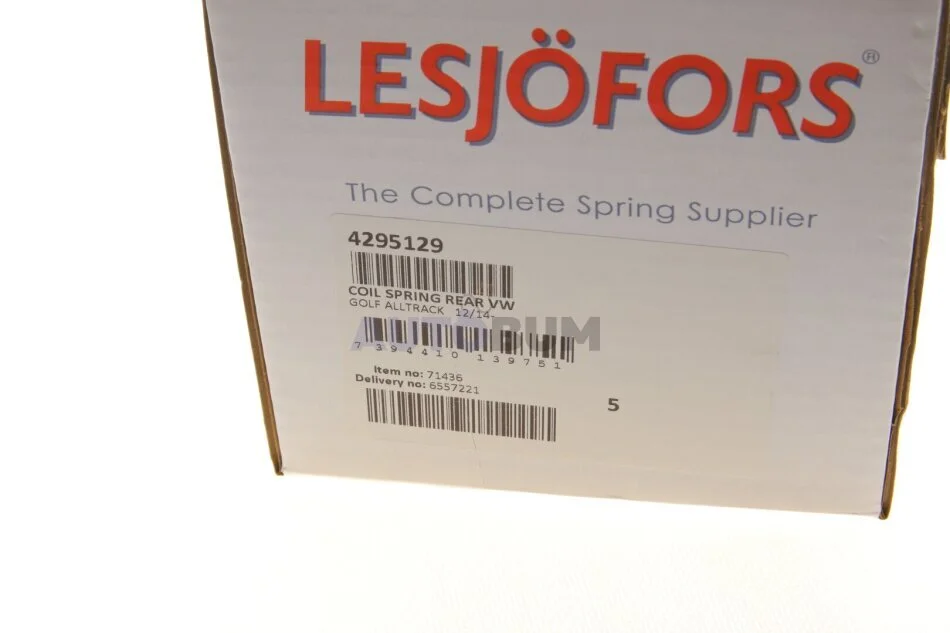 LESJÖFORS®
The Complete Spring Supplier
4295129
COIL SPRING REAR VW
GOLF ALLTRACK 12/14-
AUTOBUM
7 394410 139751
Item no: 71436
Delivery no: 6557221
5